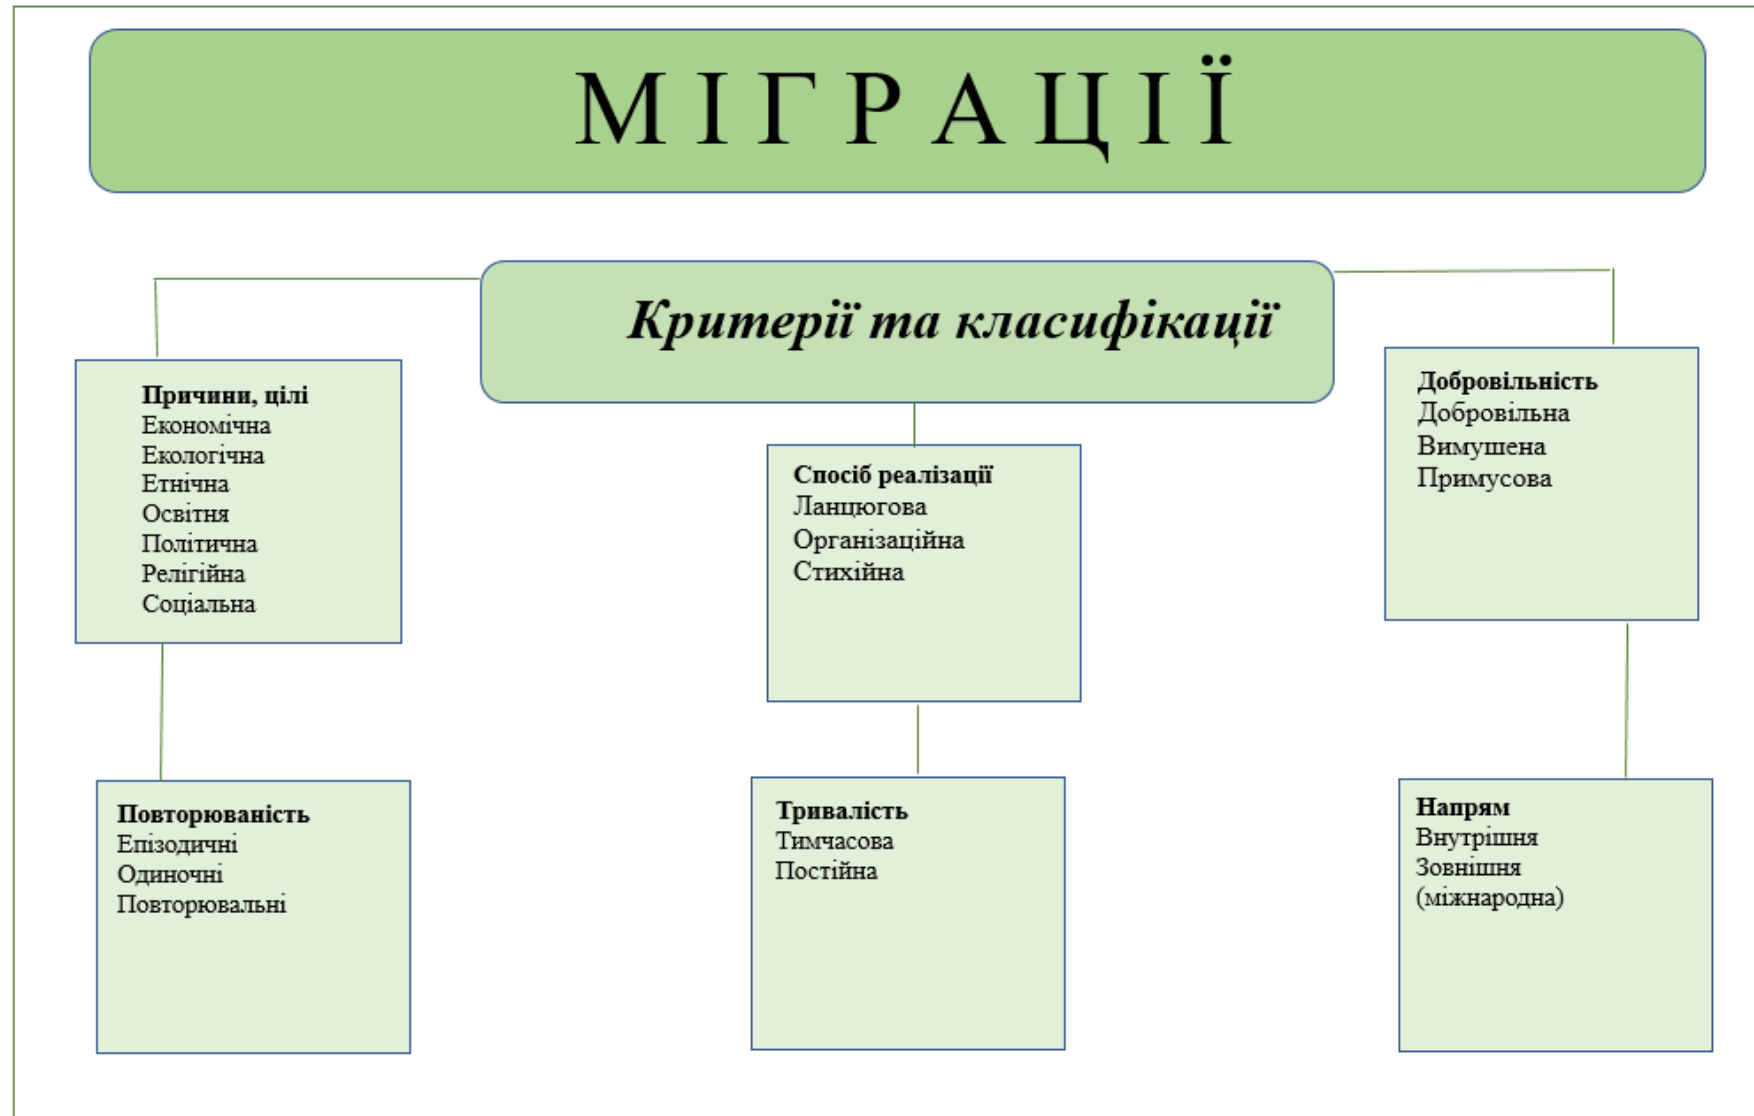 М І Г Р А Ц І Ї
Критерії та класифікації
Причини, цілі
Економічна
Екологічна
Етнічна
Освітня
Політична
Релігійна
Соціальна
Спосіб реалізації
Ланцюгова
Організаційна
Стихійна
Добровільність
Добровільна
Вимушена
Примусова
Повторюваність
Епізодичні
Одиночні
Повторювальні
Тривалість
Тимчасова
Постійна
Напрям
Внутрішня
Зовнішня
(міжнародна)